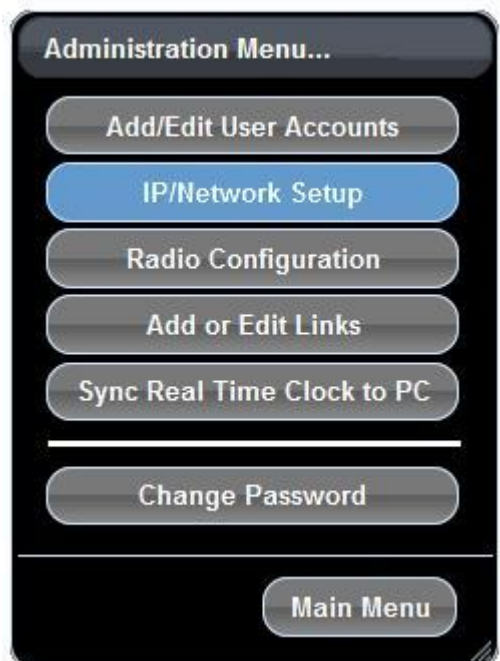 Administration Menu...
Add/Edit User Accounts
IP/Network Setup
Radio Configuration
Add or Edit Links
Sync Real Time Clock to PC
Change Password
Main Menu